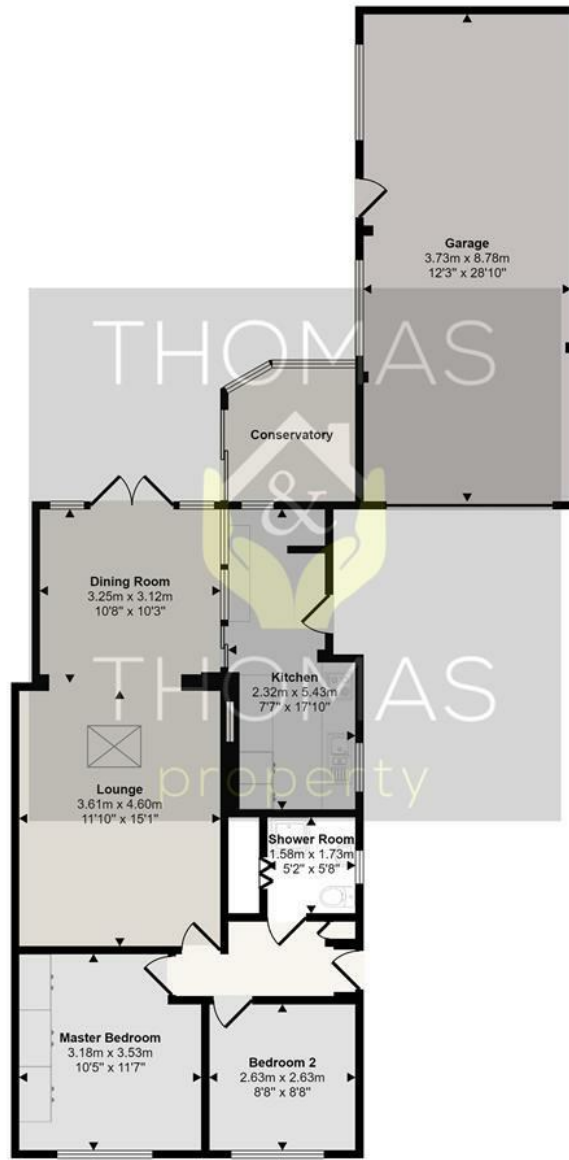 Garage
3.73m x 8.78m
12'3" x 28'10"
THOMAS
Conservatory
&
Dining Room
3.25m x 3.12m
10'8" x 10'3"
Kitchen
2.32m x 5.43m
7'7" x 17'10"
THOMAS
Lounge
3.61m x 4.60m
11'10" x 15'1"
property
Shower Room
1.58m x 1.73m
5'2" x 5'8"
Master Bedroom
3.18m x 3.53m
10'5" x 11'7"
Bedroom 2
2.63m x 2.63m
8'8" x 8'8"